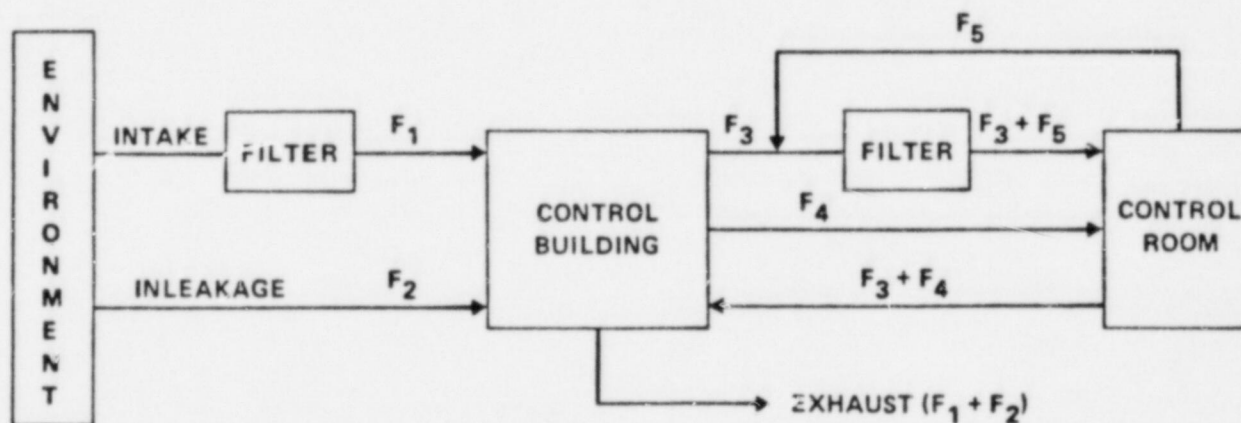 ENVIRONMENT
INTAKE
FILTER
F₁
INLEAKAGE
F₂
CONTROL
BUILDING
EXHAUST (F₁ + F₂)
F₃
F₅
FILTER
F₃ + F₅
F₄
F₃ + F₄
CONTROL
ROOM